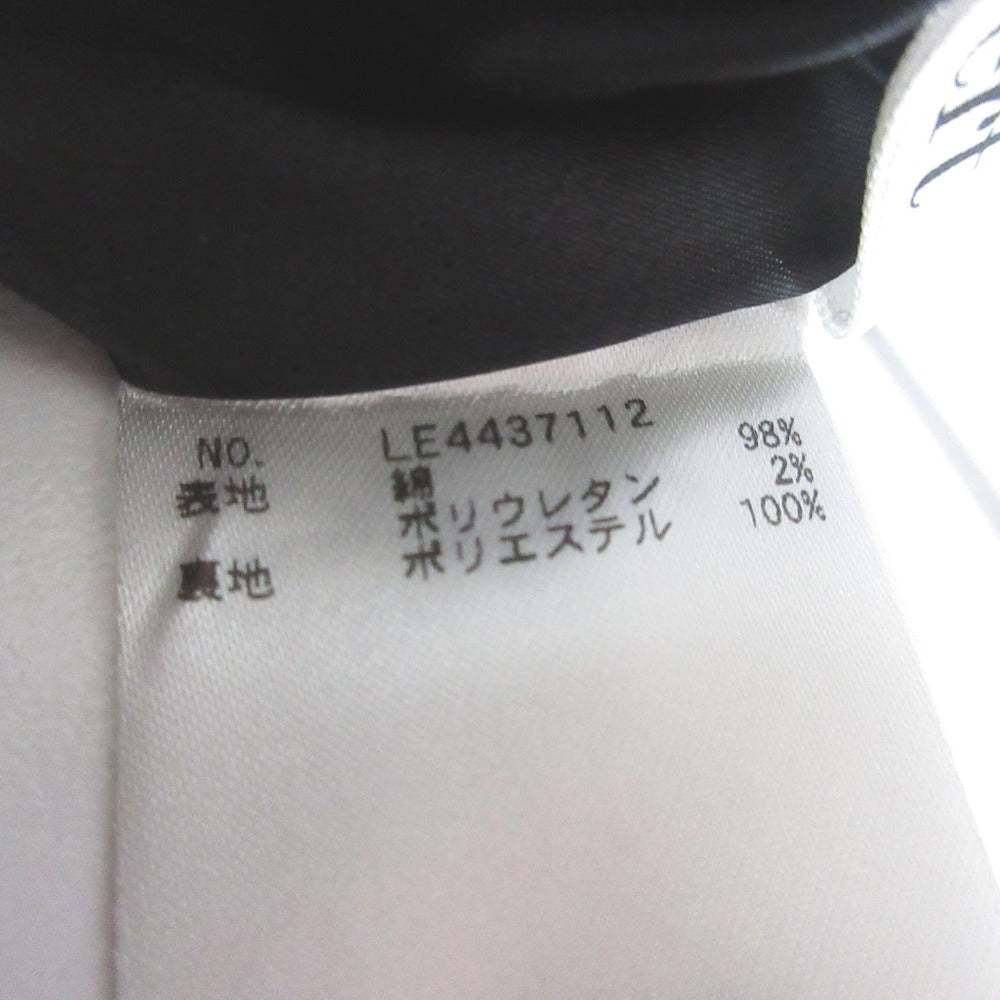 NO. LE4437112
表地 綿 98%
ポリウレタン 2%
裏地 ポリエステル 100%